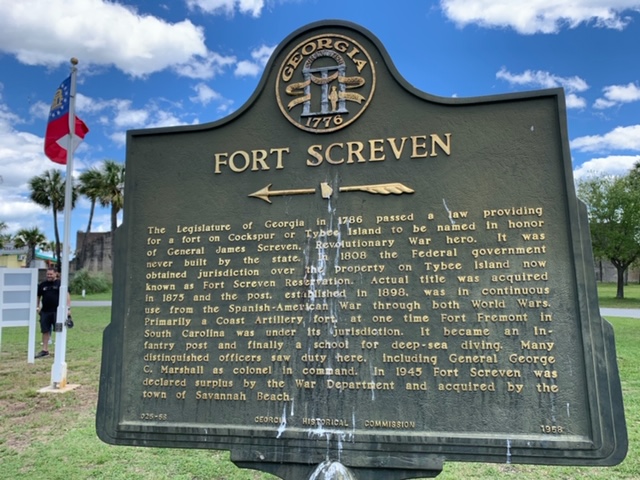 GEORGIA
1776
FORT SCREVEN
The Legislature of Georgia in 1786 passed a law providing
for a fort on Cockspur or Tybee Island to be named in honor
of General James Screven, Revolutionary War hero. It was
never built by the state. In 1808 the Federal government
obtained jurisdiction over the property on Tybee Island now
known as Fort Screven Reservation. Actual title was acquired
in 1875 and the post, established in 1898, was in continuous
use from the Spanish-American War through both World Wars.
Primarily a Coast Artillery fort, at one time Fort Fremont in
South Carolina was under its jurisdiction. It became an in-
fantry post and finally a school for deep-sea diving. Many
distinguished officers saw duty here, including General George
C. Marshall as colonel in command. In 1945 Fort Screven was
declared surplus by the War Department and acquired by the
town of Savannah Beach.
025-66 GEORGIA HISTORICAL COMMISSION 1958